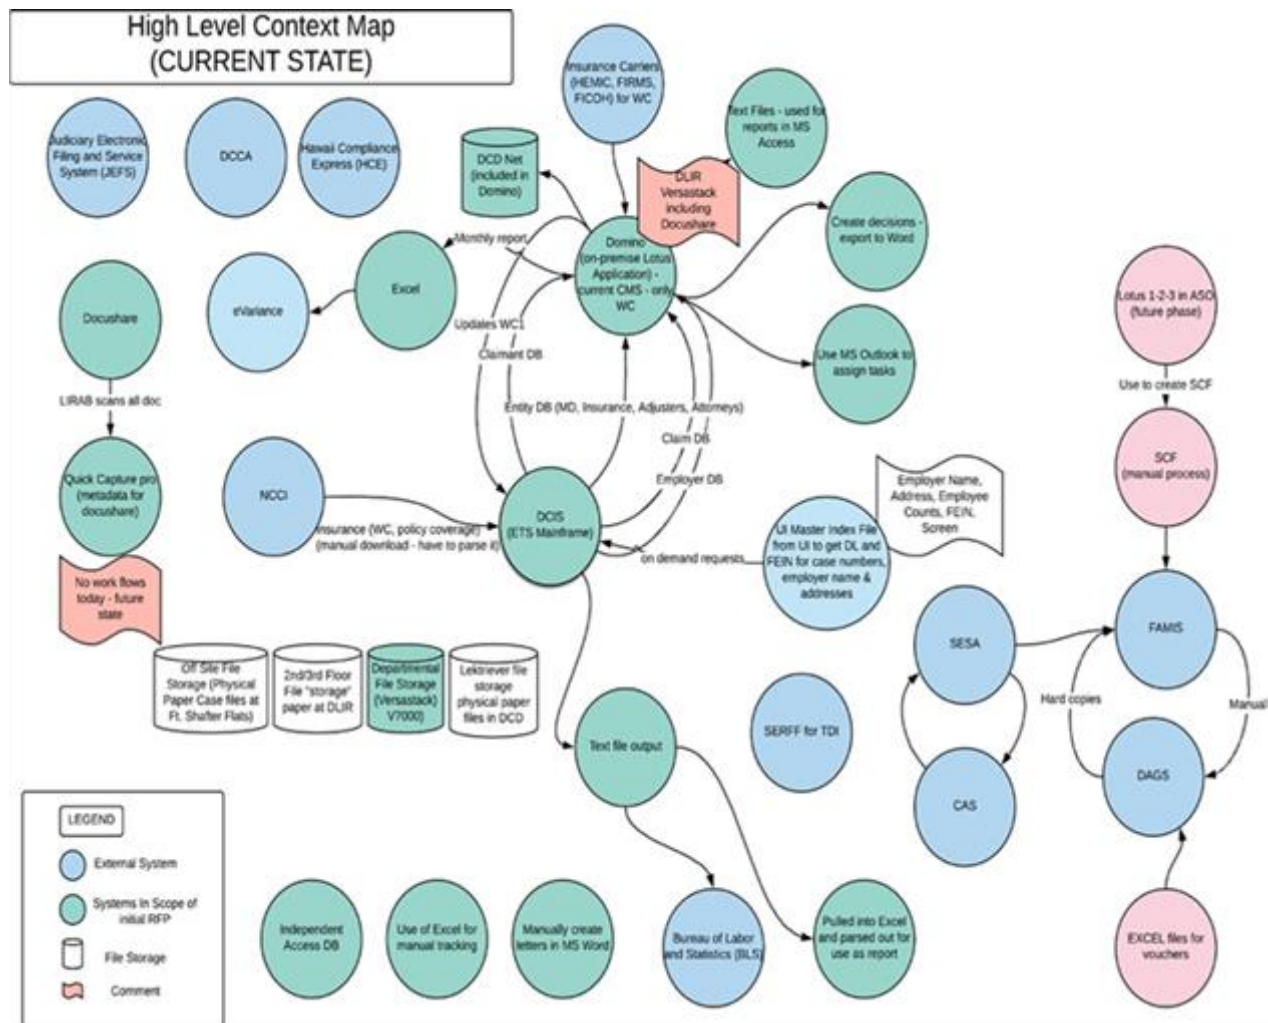 High Level Context Map
(CURRENT STATE)
Insurance Carriers
(HEMIC, FIRMS,
FICOH) for WC
Text Files - used for
reports in MS
Access
Judiciary Electronic
Filing and Service
System (JEFS)
DCCA
Hawaii Compliance
Express (HCE)
DCD Net
(included in
Domino)
DLIR
Versastack
including
Docushare
Create decisions -
export to Word
Monthly report
Domino
(on-premise Lotus
Application) -
current CMS - only
WC
Docushare
eVariance
Excel
Lotus 1-2-3 in ASO
(future phase)
Updates WC1
Claimant DB
Use MS Outlook to
assign tasks
Use to create SCF
LIRAB scans all doc
Entity DB (MD, Insurance, Adjusters, Attorneys)
Claim DB
Employer DB
SCF
(manual process)
Quick Capture pro
(metadata for
docushare)
NCCI
Insurance (WC, policy coverage)
(manual download - have to parse it)
DCIS
(ETS Mainframe)
on demand requests
UI Master Index File
from UI to get DL and
FEIN for case numbers,
employer name &
addresses
Employer Name,
Address, Employee
Counts, FEIN,
Screen
No work flows
today - future
state
SESA
FAMIS
Off Site File
Storage (Physical
Paper Case files at
Ft. Shafter Flats)
2nd/3rd Floor
File "storage"
paper at DLIR
Departmental
File Storage
(Versastack)
V7000)
Lektriever file
storage
physical paper
files in DCD
Hard copies
Manual
Text file output
SERFF for TDI
CAS
DAGS
LEGEND
External System
Systems In Scope of
initial RFP
File Storage
Comment
Independent
Access DB
Use of Excel for
manual tracking
Manually create
letters in MS Word
Bureau of Labor
and Statistics (BLS)
Pulled into Excel
and parsed out for
use as report
EXCEL files for
vouchers